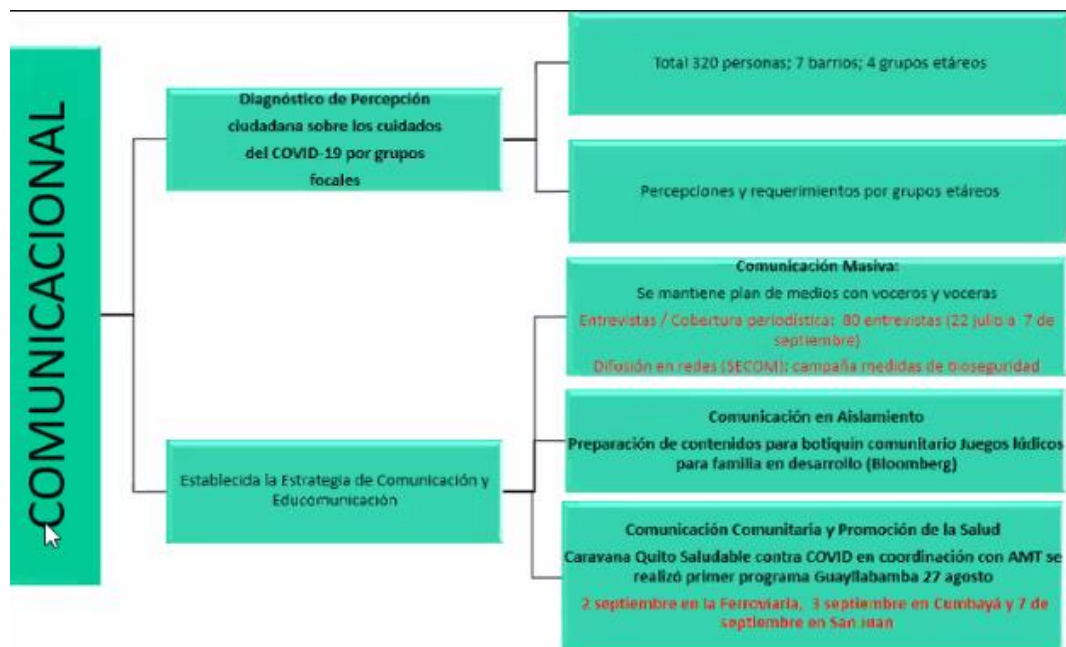 COMUNICACIONAL
Diagnóstico de Percepción
ciudadana sobre los cuidados
del COVID-19 por grupos
focales
Total 320 personas; 7 barrios; 4 grupos etáreos
Percepciones y requerimientos por grupos etáreos
Establecida la Estrategia de Comunicación y
Educomunicación
Comunicación Masiva:
Se mantiene plan de medios con voceros y voceras
Entrevistas / Cobertura periodística: 80 entrevistas (22 julio a 7 de
septiembre)
Difusión en redes (SECOM): campaña medidas de Bioseguridad
Comunicación en Aislamiento
Preparación de contenidos para botiquín comunitario Juegos lúdicos
para familia en desarrollo (Bloomberg)
Comunicación Comunitaria y Promoción de la Salud
Caravana Quito Saludable contra COVID en coordinación con AMT se
realizó primer programa Guayllabamba 27 agosto
2 septiembre en la Ferroviaria, 3 septiembre en Cumbayá y 7 de
septiembre en San Juan